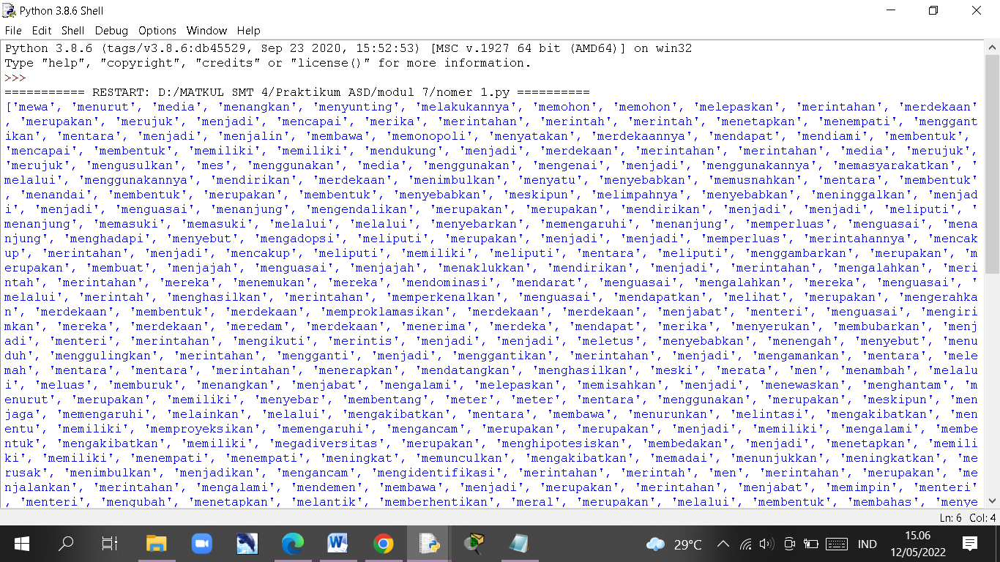 Python 3.8.6 Shell
File Edit Shell Debug Options Window Help
Python 3.8.6 (tags/v3.8.6:db45529, Sep 23 2020, 15:52:53) [MSC v.1927 64 bit (AMD64)] on win32
Type "help", "copyright", "credits" or "license()" for more information.
>>>
=========== RESTART: D:/MATKUL SMT 4/Praktikum ASD/modul 7/nomer 1.py ==========
['mewa', 'menurut', 'media', 'menangkan', 'menyunting', 'melakukannya', 'memohon', 'memohon', 'melepaskan', 'merintahan', 'merdekaan'
, 'merupakan', 'merujuk', 'menjadi', 'mencapai', 'merika', 'merintahan', 'merintah', 'merintah', 'menetapkan', 'menempati', 'menggant
ikan', 'mentara', 'menjadi', 'menjalin', 'membawa', 'memonopoli', 'menyatakan', 'merdekaannya', 'mendapat', 'mendiami', 'membentuk',
'mencapai', 'membentuk', 'memiliki', 'memiliki', 'mendukung', 'menjadi', 'merdekaan', 'merintahan', 'merintahan', 'media', 'merujuk',
'merujuk', 'mengusulkan', 'mes', 'menggunakan', 'media', 'menggunakan', 'mengenai', 'menjadi', 'menggunakannya', 'memasyarakatkan', '
melalui', 'menggunakannya', 'mendirikan', 'merdekaan', 'menimbulkan', 'menyatu', 'menyebabkan', 'memusnahkan', 'mentara', 'membentuk'
, 'menandai', 'membentuk', 'merupakan', 'membentuk', 'menyebabkan', 'meskipun', 'melimpahnya', 'menyebabkan', 'meninggalkan', 'menjad
i', 'menjadi', 'menguasai', 'menanjung', 'mengendalikan', 'merupakan', 'merupakan', 'mendirikan', 'menjadi', 'menjadi', 'meliputi', '
menanjung', 'memasuki', 'memasuki', 'melalui', 'melalui', 'menyebarkan', 'memengaruhi', 'menanjung', 'memperluas', 'menguasai', 'mena
njung', 'menghadapi', 'menyebut', 'mengadopsi', 'meliputi', 'merupakan', 'menjadi', 'menjadi', 'memperluas', 'merintahannya', 'mencak
up', 'merintahan', 'menjadi', 'mencakup', 'meliputi', 'memiliki', 'meliputi', 'mentara', 'meliputi', 'menggambarkan', 'merupakan', 'm
erupakan', 'membuat', 'menjajah', 'menguasai', 'menjajah', 'menaklukkan', 'mendirikan', 'menjadi', 'merintahan', 'mengalahkan', 'meri
ntah', 'merintahan', 'mereka', 'menemukan', 'mereka', 'mendominasi', 'mendarat', 'menguasai', 'mengalahkan', 'mereka', 'menguasai', '
melalui', 'merintah', 'menghasilkan', 'merintahan', 'memperkenalkan', 'menguasai', 'mendapatkan', 'melihat', 'merupakan', 'mengerahka
n', 'merdekaan', 'membentuk', 'merdekaan', 'memproklamasikan', 'merdekaan', 'merdekaan', 'menjabat', 'menteri', 'menguasai', 'mengiri
mkan', 'mereka', 'merdekaan', 'meredam', 'merdekaan', 'menerima', 'merdeka', 'mendapat', 'merika', 'menyerukan', 'membubarkan', 'menj
adi', 'menteri', 'merintahan', 'mengikuti', 'merintis', 'menjadi', 'menjadi', 'meletus', 'menyebabkan', 'menengah', 'menyebut', 'menu
duh', 'menggulingkan', 'merintahan', 'mengganti', 'menjadi', 'menggantikan', 'merintahan', 'menjadi', 'mengamankan', 'mentara', 'mele
mah', 'mentara', 'mentara', 'merintahan', 'menerapkan', 'mendatangkan', 'menghasilkan', 'meski', 'merata', 'men', 'menambah', 'melalu
i', 'meluas', 'memburuk', 'menangkan', 'menjabat', 'mengalami', 'melepaskan', 'memisahkan', 'menjadi', 'menewaskan', 'menghantam', 'm
enurut', 'merupakan', 'memiliki', 'menyebar', 'membentang', 'meter', 'meter', 'mentara', 'menggunakan', 'merupakan', 'meskipun', 'men
jaga', 'memengaruhi', 'melainkan', 'melalui', 'mengakibatkan', 'mentara', 'membawa', 'menurunkan', 'melintasi', 'mengakibatkan', 'men
entu', 'memiliki', 'memproyeksikan', 'memengaruhi', 'mengancam', 'merupakan', 'merupakan', 'menjadi', 'memiliki', 'mengalami', 'membe
ntuk', 'mengakibatkan', 'memiliki', 'megadiversitas', 'merupakan', 'menghipotesiskan', 'membedakan', 'menjadi', 'menetapkan', 'memili
ki', 'memiliki', 'menempati', 'menempati', 'meningkat', 'memunculkan', 'mengakibatkan', 'memadai', 'menunjukkan', 'meningkatkan', 'me
rusak', 'menimbulkan', 'menjadikan', 'mengancam', 'mengidentifikasi', 'merintahan', 'merintah', 'men', 'merintahan', 'merupakan', 'me
njalankan', 'merintahan', 'mengalami', 'mendemen', 'membawa', 'menjadi', 'merupakan', 'merintahan', 'menjabat', 'memimpin', 'menteri'
, 'menteri', 'mengubah', 'menetapkan', 'melantik', 'memberhentikan', 'meral', 'merupakan', 'melalui', 'membentuk', 'membahas', 'menye
Ln: 6 Col: 4
29°C
IND
15.06
12/05/2022